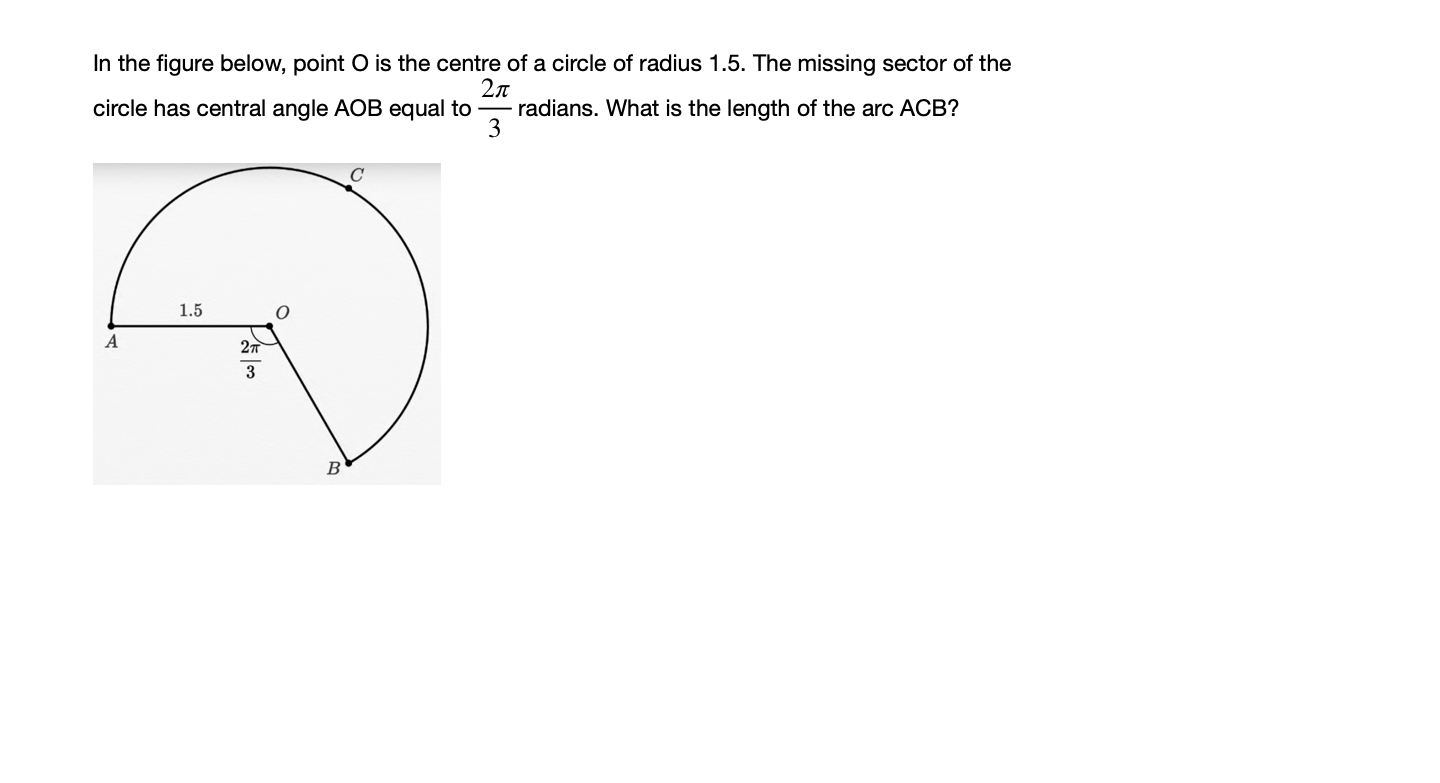 In the figure below, point O is the centre of a circle of radius 1.5. The missing sector of the
circle has central angle AOB equal to 2π/3 radians. What is the length of the arc ACB?
C
1.5
O
A
2π
3
B